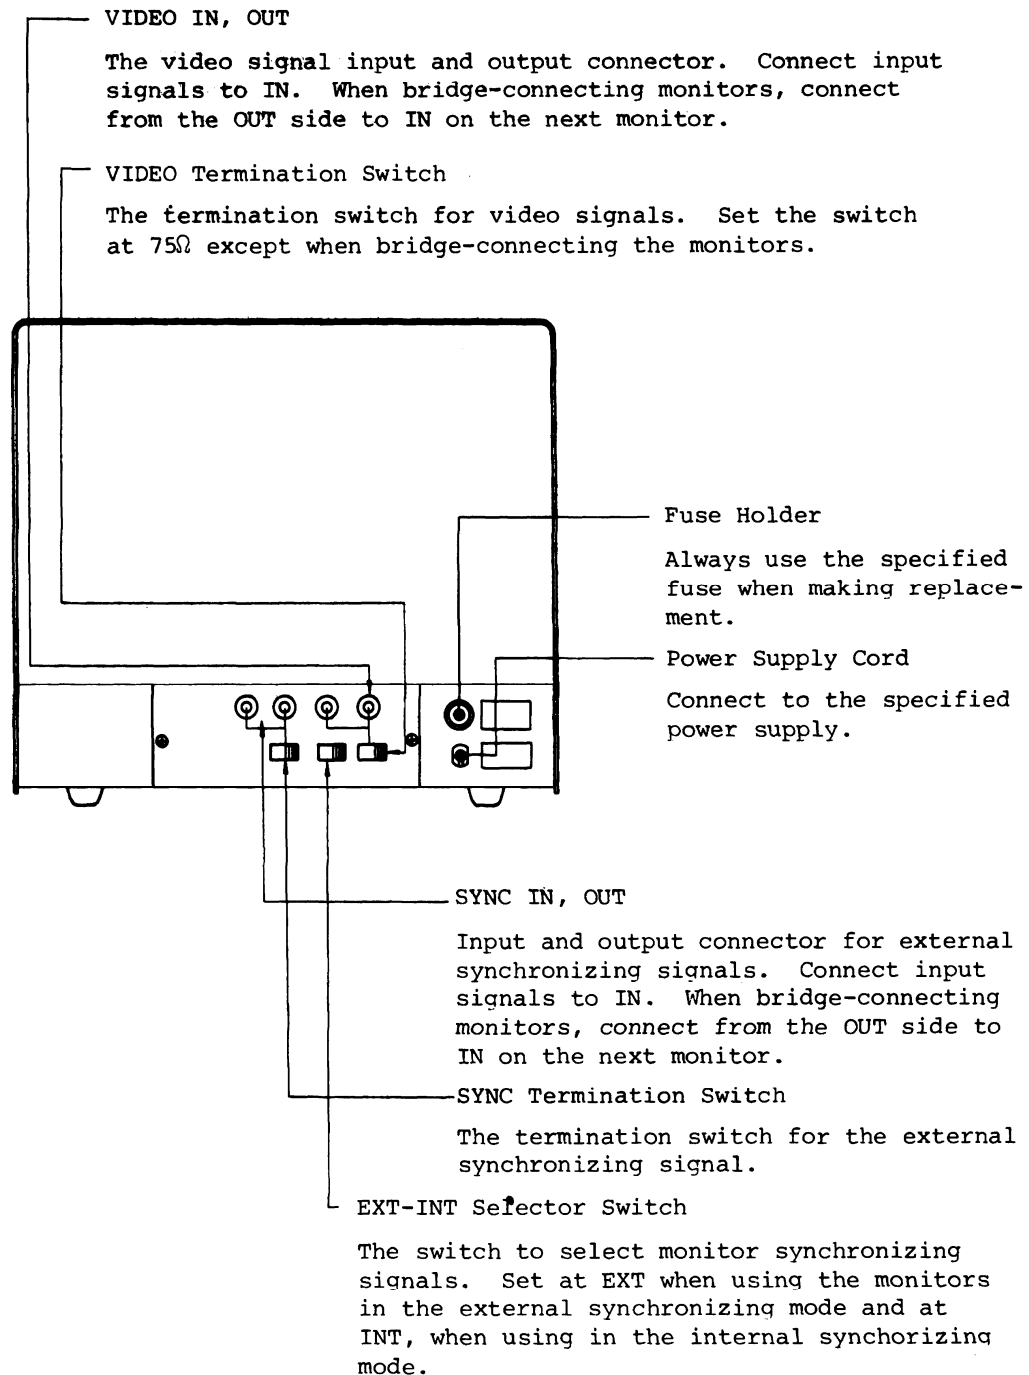 VIDEO IN, OUT
The video signal input and output connector. Connect input
signals to IN. When bridge-connecting monitors, connect
from the OUT side to IN on the next monitor.
VIDEO Termination Switch
The termination switch for video signals. Set the switch
at 75Ω except when bridge-connecting the monitors.
Fuse Holder
Always use the specified
fuse when making replace-
ment.
Power Supply Cord
Connect to the specified
power supply.
SYNC IN, OUT
Input and output connector for external
synchronizing signals. Connect input
signals to IN. When bridge-connecting
monitors, connect from the OUT side to
IN on the next monitor.
SYNC Termination Switch
The termination switch for the external
synchronizing signal.
EXT-INT Selector Switch
The switch to select monitor synchronizing
signals. Set at EXT when using the monitors
in the external synchronizing mode and at
INT, when using in the internal synchorizing
mode.